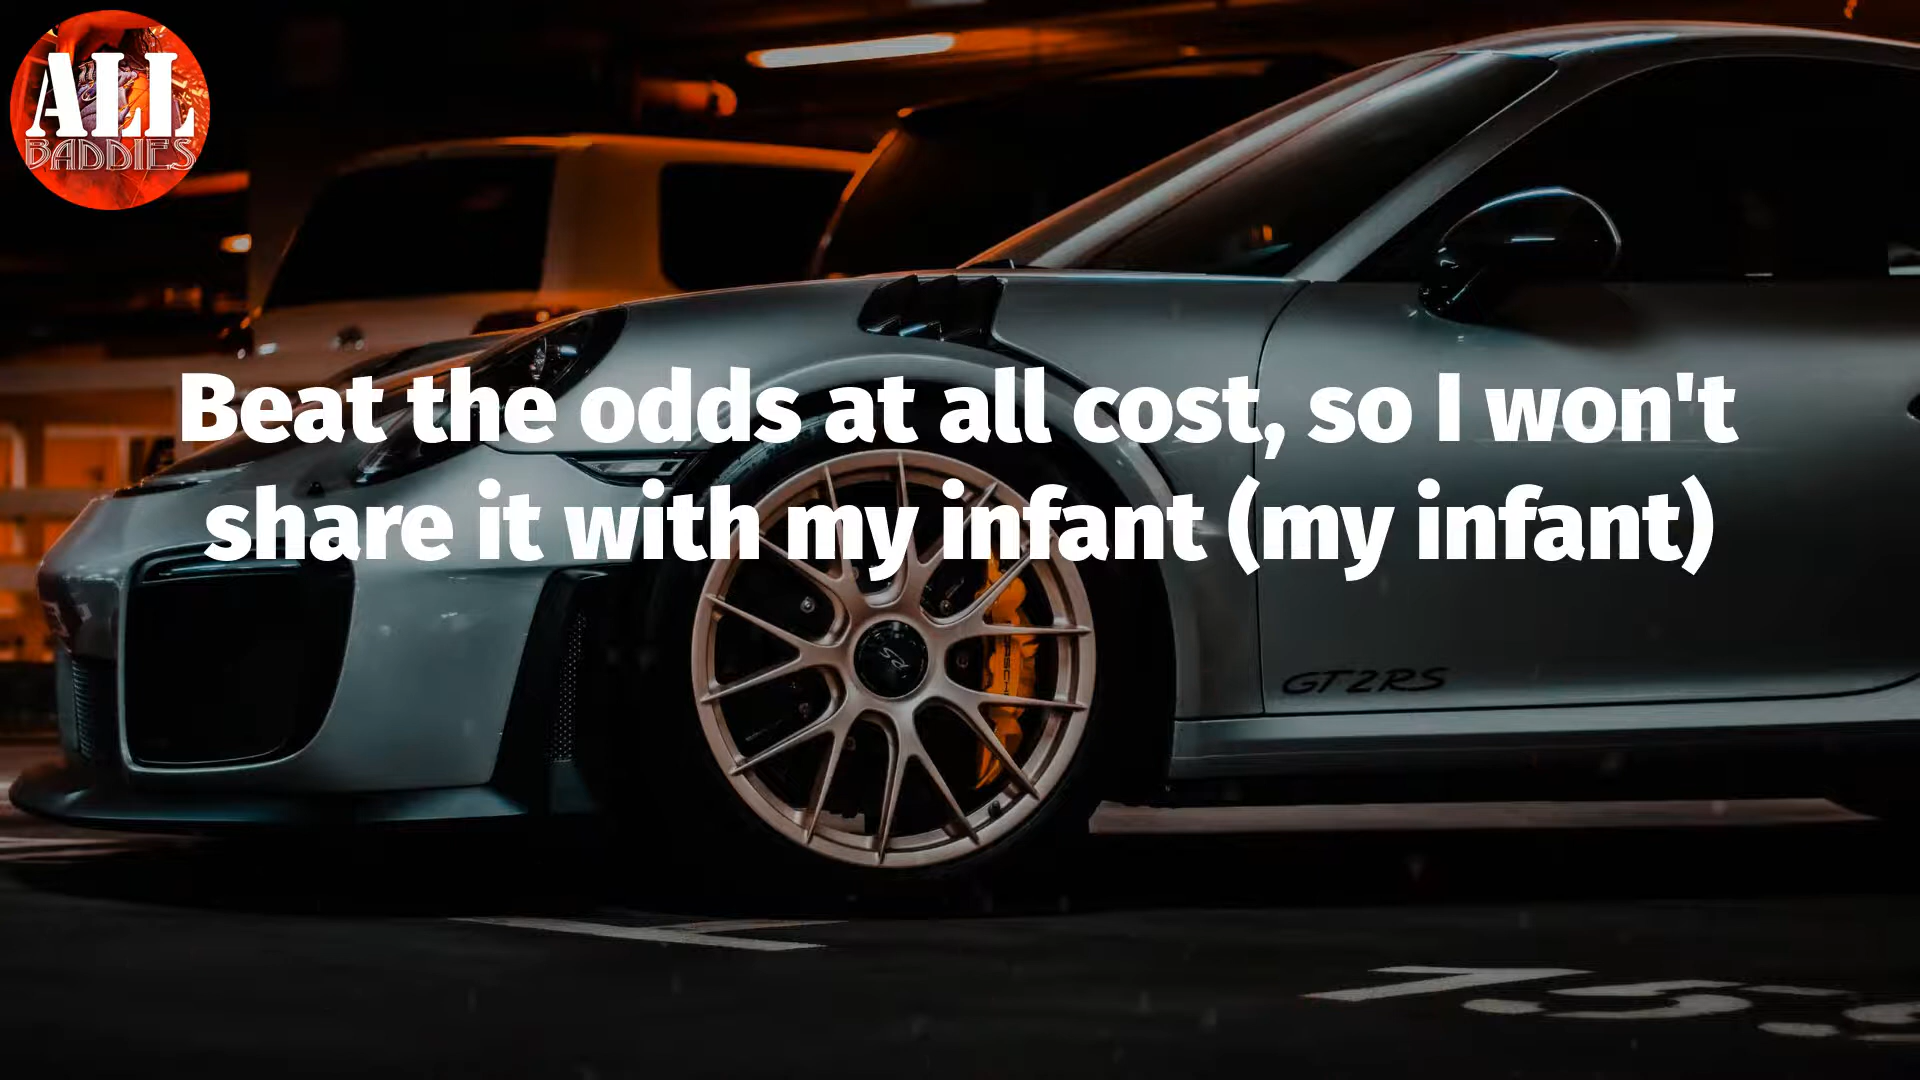 ALL
BADDIES
Beat the odds at all cost, so I won't
share it with my infant (my infant)
GT2RS